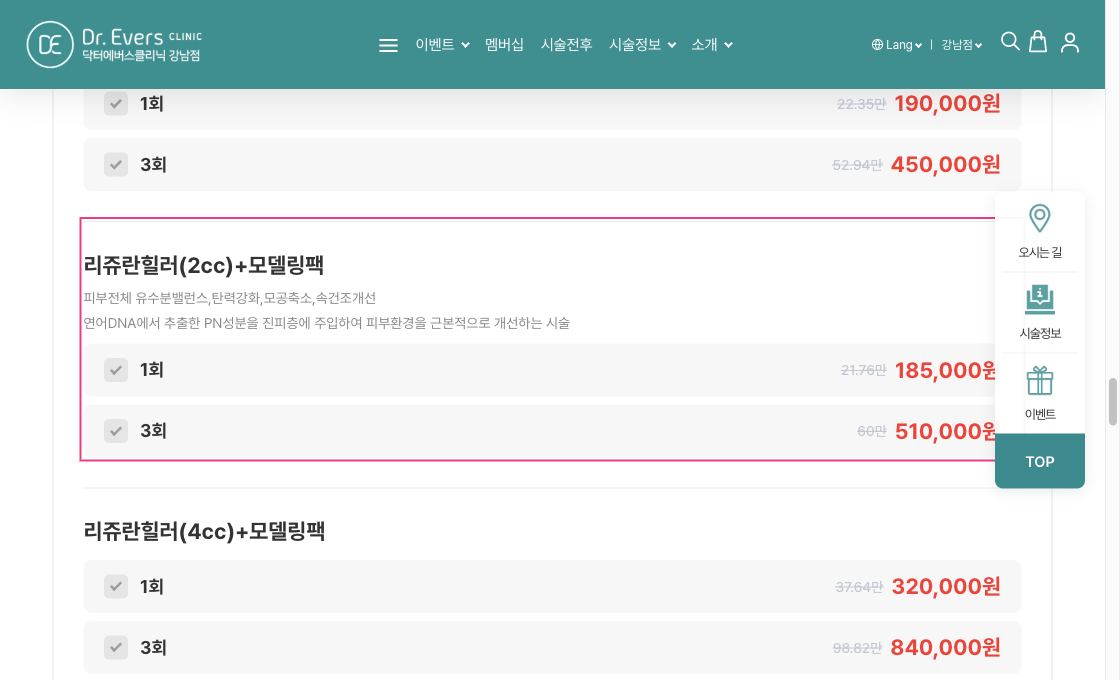 Dr. Evers CLINIC
닥터에버스클리닉 강남점
이벤트 멤버십 시술전후 시술정보 소개
Lang | 강남점
1회 22.35만 190,000원
3회 52.94만 450,000원
리쥬란힐러(2cc)+모델링팩
피부전체 유수분밸런스,탄력강화,모공축소,속건조개선
연어DNA에서 추출한 PN성분을 진피층에 주입하여 피부환경을 근본적으로 개선하는 시술
1회 21.76만 185,000원
3회 60만 510,000원
리쥬란힐러(4cc)+모델링팩
1회 37.64만 320,000원
3회 98.82만 840,000원
오시는 길
시술정보
이벤트
TOP